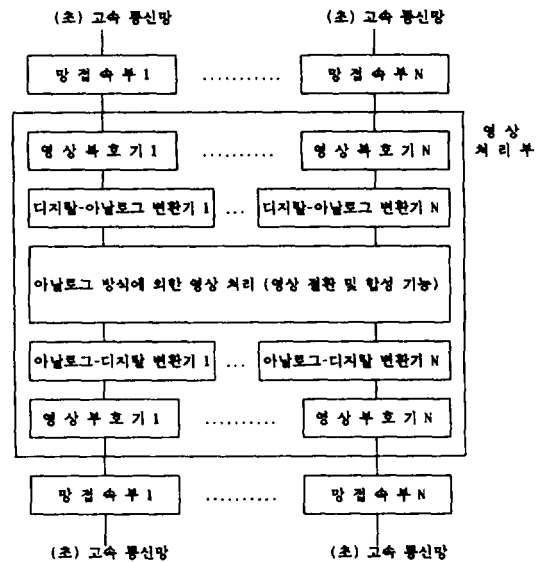 (초) 고속 통신망 (초) 고속 통신망
망 접 속 부 1 ........... 망 접 속 부 N
영 상
처 리 부
영 상 복 호 기 1 .......... 영 상 복 호 기 N
디지탈-아날로그 변환기 1 ... 디지탈-아날로그 변환기 N
아날로그 방식에 의한 영상 처리 (영상 절환 및 합성 기능)
아날로그-디지탈 변환기 1 ... 아날로그-디지탈 변환기 N
영 상 부 호 기 1 .......... 영 상 부 호 기 N
망 접 속 부 1 .......... 망 접 속 부 N
(초) 고속 통신망 (초) 고속 통신망